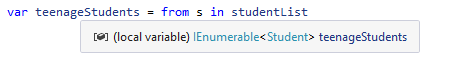 var teenageStudents = from s in studentList
(local variable) IEnumerable<Student> teenageStudents